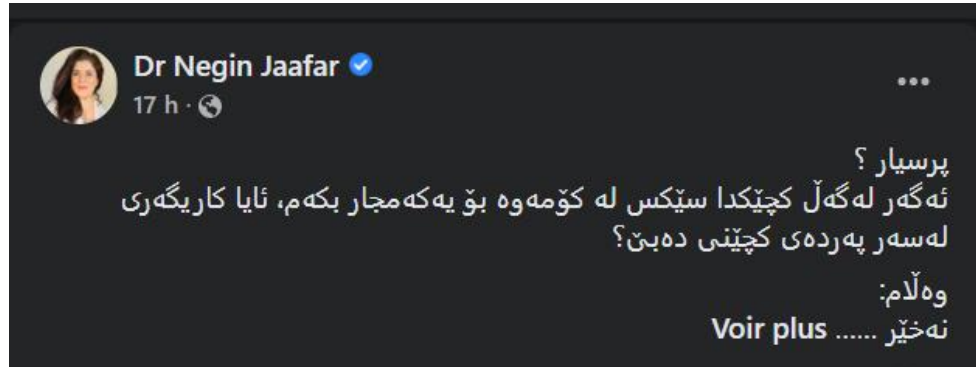 Dr Negin Jaafar
17 h ·
پرسیار ؟
ئەگەر لەگەڵ کچێکدا سێکس لە کۆمەوە بۆ یەکەمجار بکەم، ئایا کاریگەری
لەسەر پەردەی کچێنی دەبێ؟
وەڵام:
نەخێر ...... Voir plus